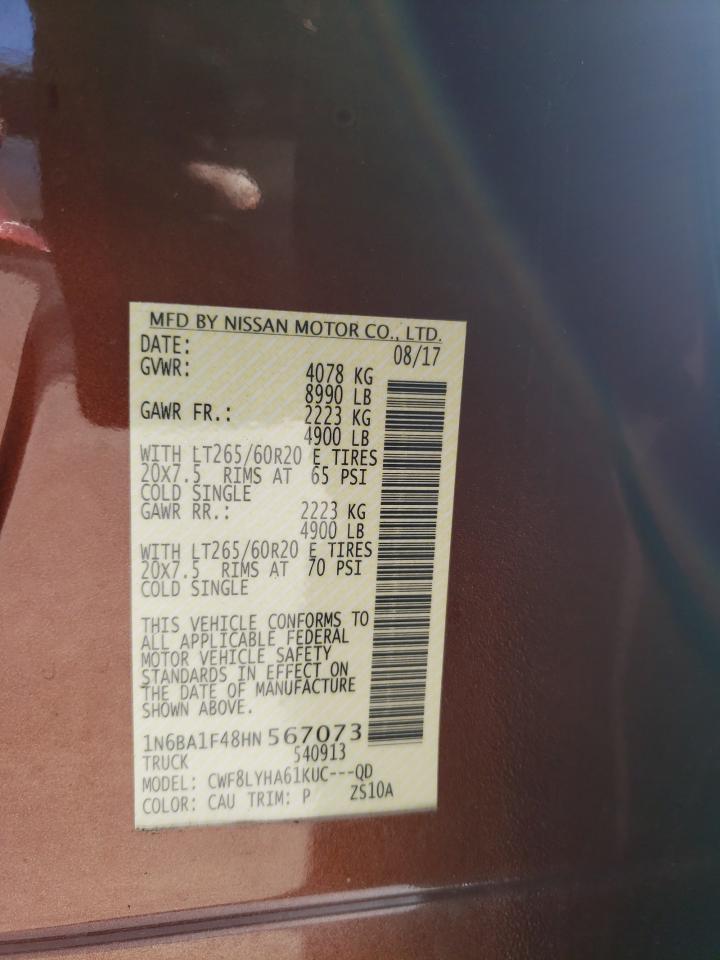 MFD BY NISSAN MOTOR CO., LTD.
DATE: 08/17
GVWR: 4078 KG
8990 LB
GAWR FR.: 2223 KG
4900 LB
WITH LT265/60R20 E TIRES
20X7.5 RIMS AT 65 PSI
COLD SINGLE
GAWR RR.: 2223 KG
4900 LB
WITH LT265/60R20 E TIRES
20X7.5 RIMS AT 70 PSI
COLD SINGLE
THIS VEHICLE CONFORMS TO
ALL APPLICABLE FEDERAL
MOTOR VEHICLE SAFETY
STANDARDS IN EFFECT ON
THE DATE OF MANUFACTURE
SHOWN ABOVE.
1N6BA1F48HN567073
TRUCK 540913
MODEL: CWF8LYHA61KUC---QD
COLOR: CAU TRIM: P ZS10A